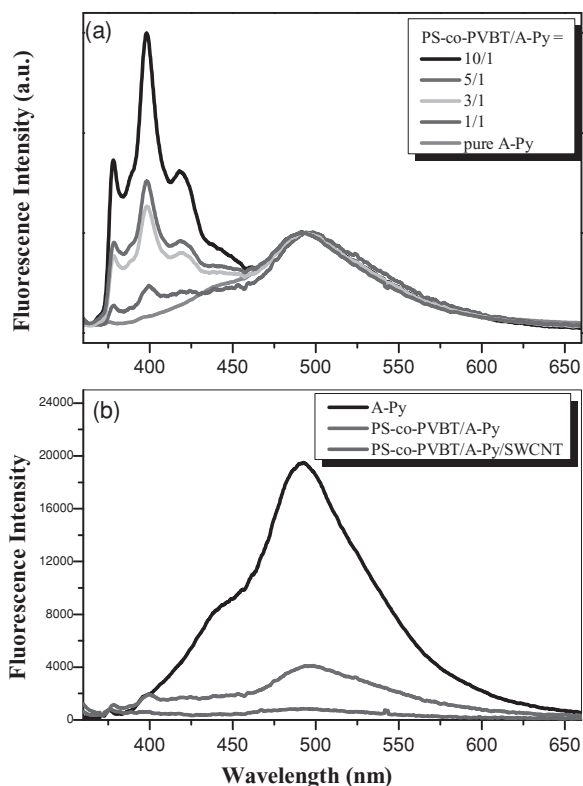 (a)
PS-co-PVBT/A-Py =
10/1
5/1
3/1
1/1
pure A-Py
Fluorescence Intensity (a.u.)
400 450 500 550 600 650
(b)
A-Py
PS-co-PVBT/A-Py
PS-co-PVBT/A-Py/SWCNT
24000
20000
16000
12000
8000
4000
0
Fluorescence Intensity
400 450 500 550 600 650
Wavelength (nm)